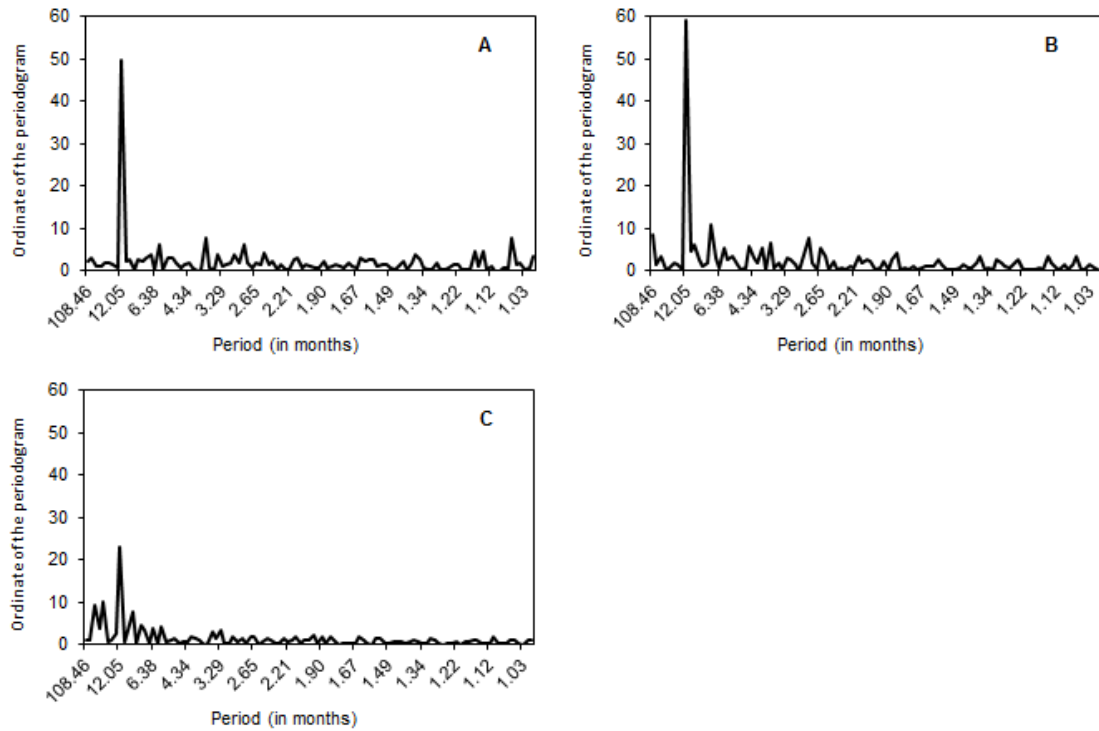 60
50
40
30
20
10
0
Ordinate of the periodogram
A
108.46 12.05 6.38 4.34 3.29 2.65 2.21 1.90 1.67 1.49 1.34 1.22 1.12 1.03
Period (in months)
60
50
40
30
20
10
0
Ordinate of the periodogram
B
108.46 12.05 6.38 4.34 3.29 2.65 2.21 1.90 1.67 1.49 1.34 1.22 1.12 1.03
Period (in months)
60
50
40
30
20
10
0
Ordinate of the periodogram
C
108.46 12.05 6.38 4.34 3.29 2.65 2.21 1.90 1.67 1.49 1.34 1.22 1.12 1.03
Period (in months)